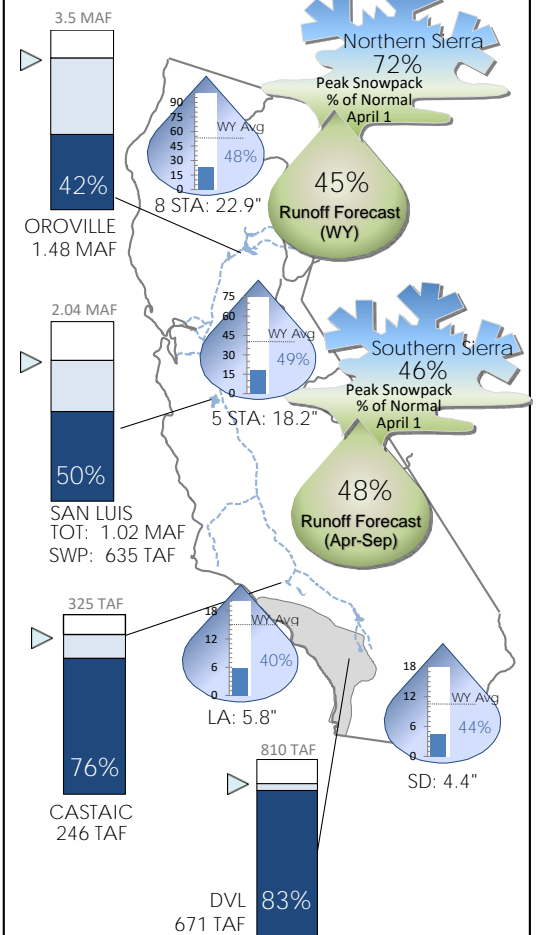 3.5 MAF
42%
OROVILLE
1.48 MAF
90
75
60
45
30
15
0
WY Avg
48%
8 STA: 22.9"
Northern Sierra
72%
Peak Snowpack
% of Normal
April 1
45%
Runoff Forecast
(WY)
2.04 MAF
50%
SAN LUIS
TOT: 1.02 MAF
SWP: 635 TAF
75
60
45
30
15
0
WY Avg
49%
5 STA: 18.2"
Southern Sierra
46%
Peak Snowpack
% of Normal
April 1
48%
Runoff Forecast
(Apr-Sep)
325 TAF
76%
CASTAIC
246 TAF
18
12
6
0
WY Avg
40%
LA: 5.8"
18
12
6
0
WY Avg
44%
SD: 4.4"
810 TAF
83%
DVL
671 TAF